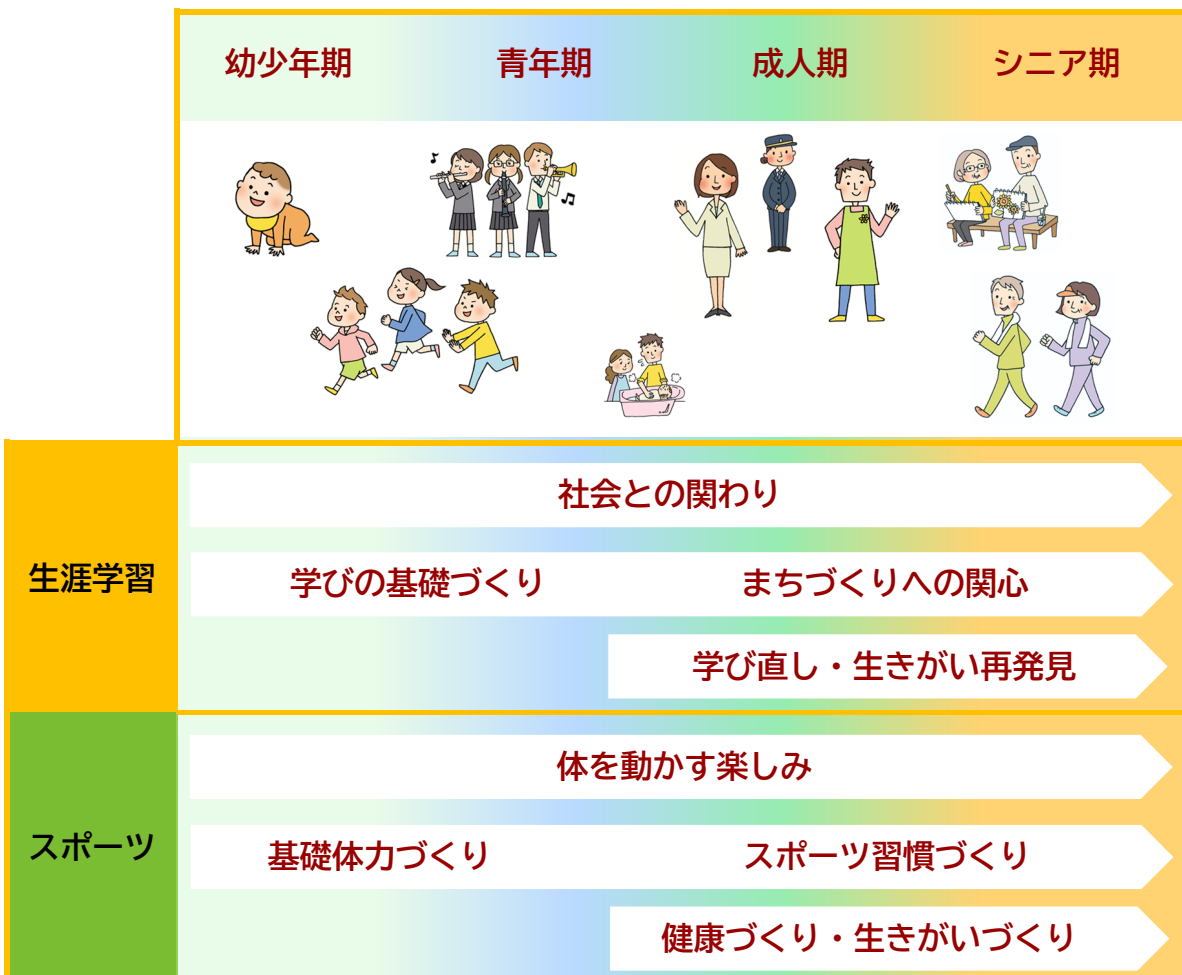 幼少年期 青年期 成人期 シニア期
社会との関わり
生涯学習
学びの基礎づくり まちづくりへの関心
学び直し・生きがい再発見
体を動かす楽しみ
スポーツ
基礎体力づくり スポーツ習慣づくり
健康づくり・生きがいづくり